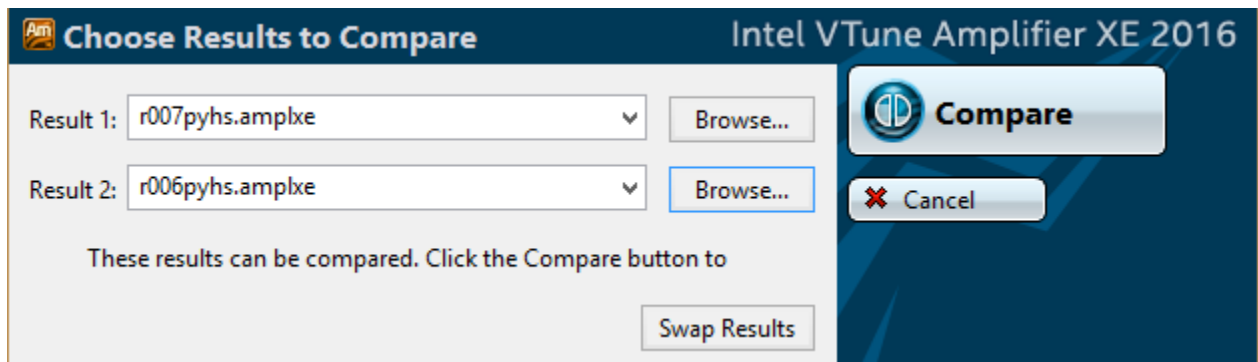 Am
Choose Results to Compare
Intel VTune Amplifier XE 2016
Result 1: r007pyhs.amplxe Browse...
Compare
Result 2: r006pyhs.amplxe Browse...
Cancel
These results can be compared. Click the Compare button to
Swap Results